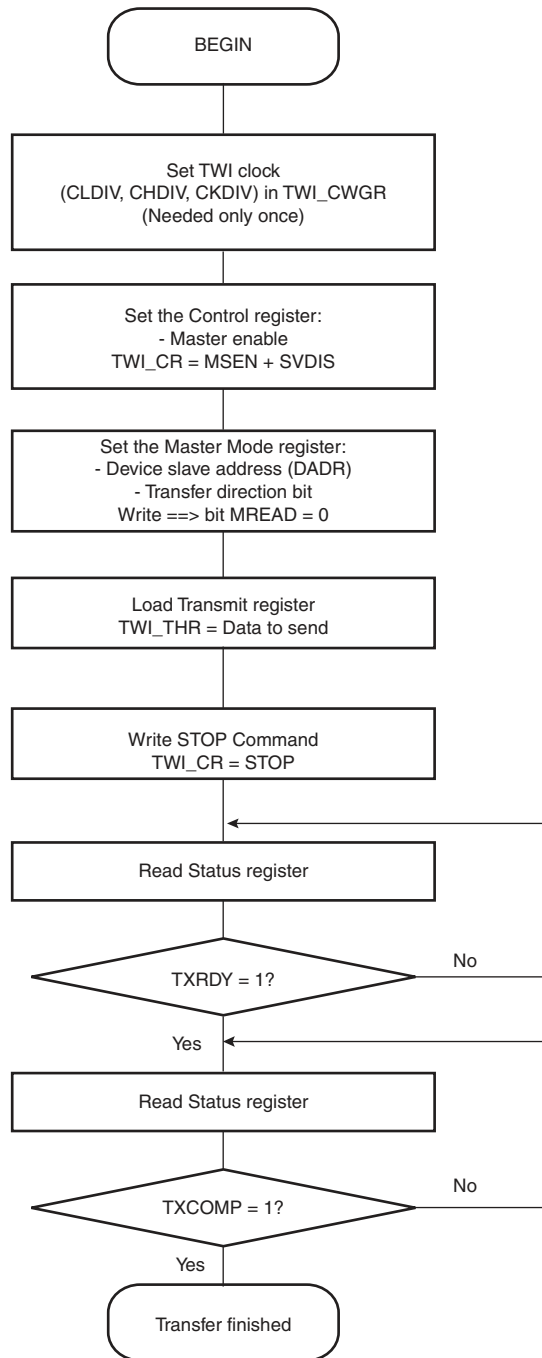 BEGIN
Set TWI clock
(CLDIV, CHDIV, CKDIV) in TWI_CWGR
(Needed only once)
Set the Control register:
- Master enable
TWI_CR = MSEN + SVDIS
Set the Master Mode register:
- Device slave address (DADR)
- Transfer direction bit
Write ==> bit MREAD = 0
Load Transmit register
TWI_THR = Data to send
Write STOP Command
TWI_CR = STOP
Read Status register
TXRDY = 1?
No
Yes
Read Status register
TXCOMP = 1?
No
Yes
Transfer finished